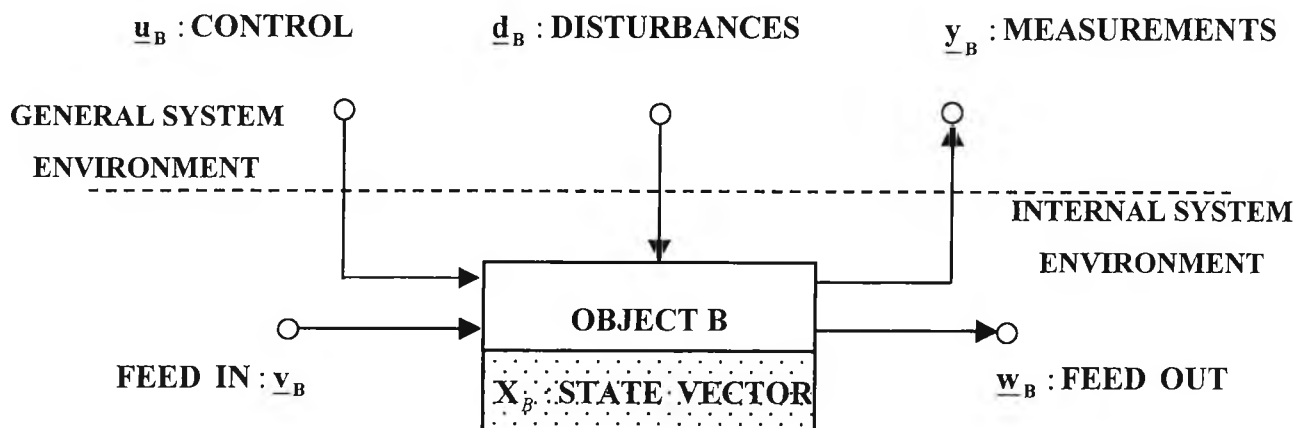 u_B : CONTROL
d_B : DISTURBANCES
y_B : MEASUREMENTS
GENERAL SYSTEM
ENVIRONMENT
INTERNAL SYSTEM
ENVIRONMENT
OBJECT B
FEED IN : v_B
X_B : STATE VECTOR
w_B : FEED OUT